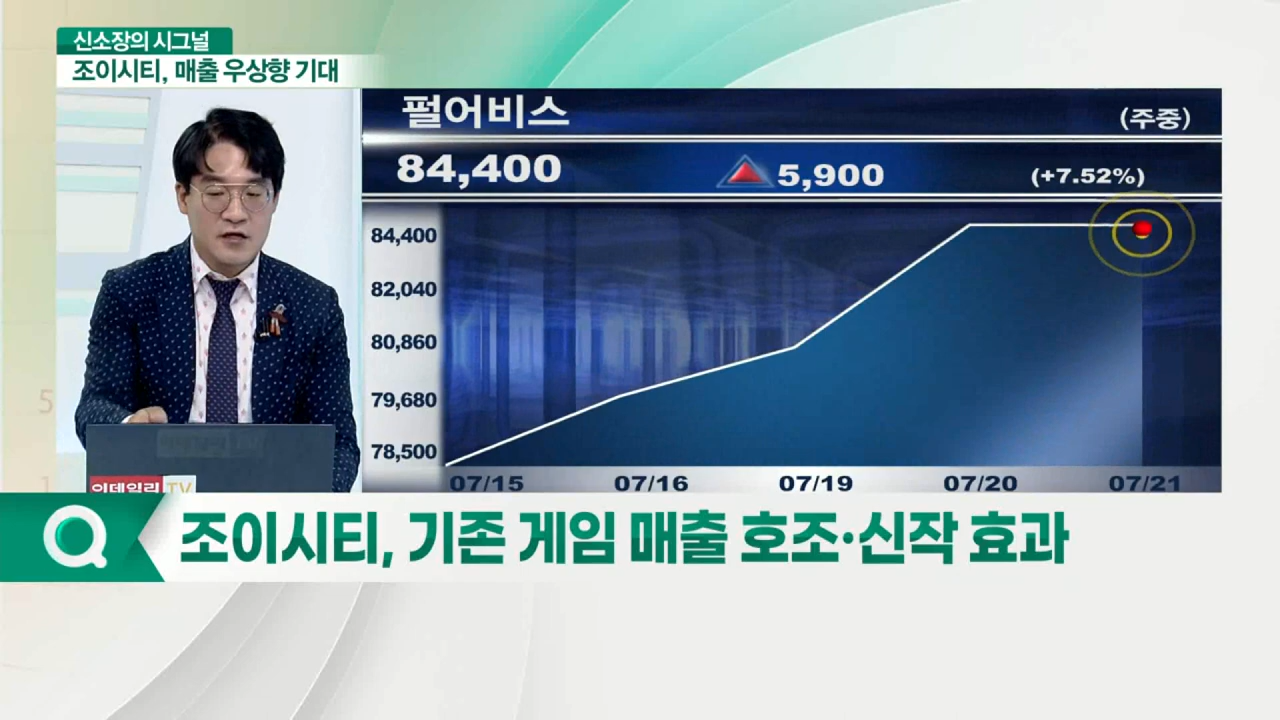 신소장의 시그널
조이시티, 매출 우상향 기대
펄어비스
(주중)
84,400
5,900
(+7.52%)
84,400
82,040
80,860
79,680
78,500
07/15
07/16
07/19
07/20
07/21
이데일리TV
조이시티, 기존 게임 매출 호조·신작 효과